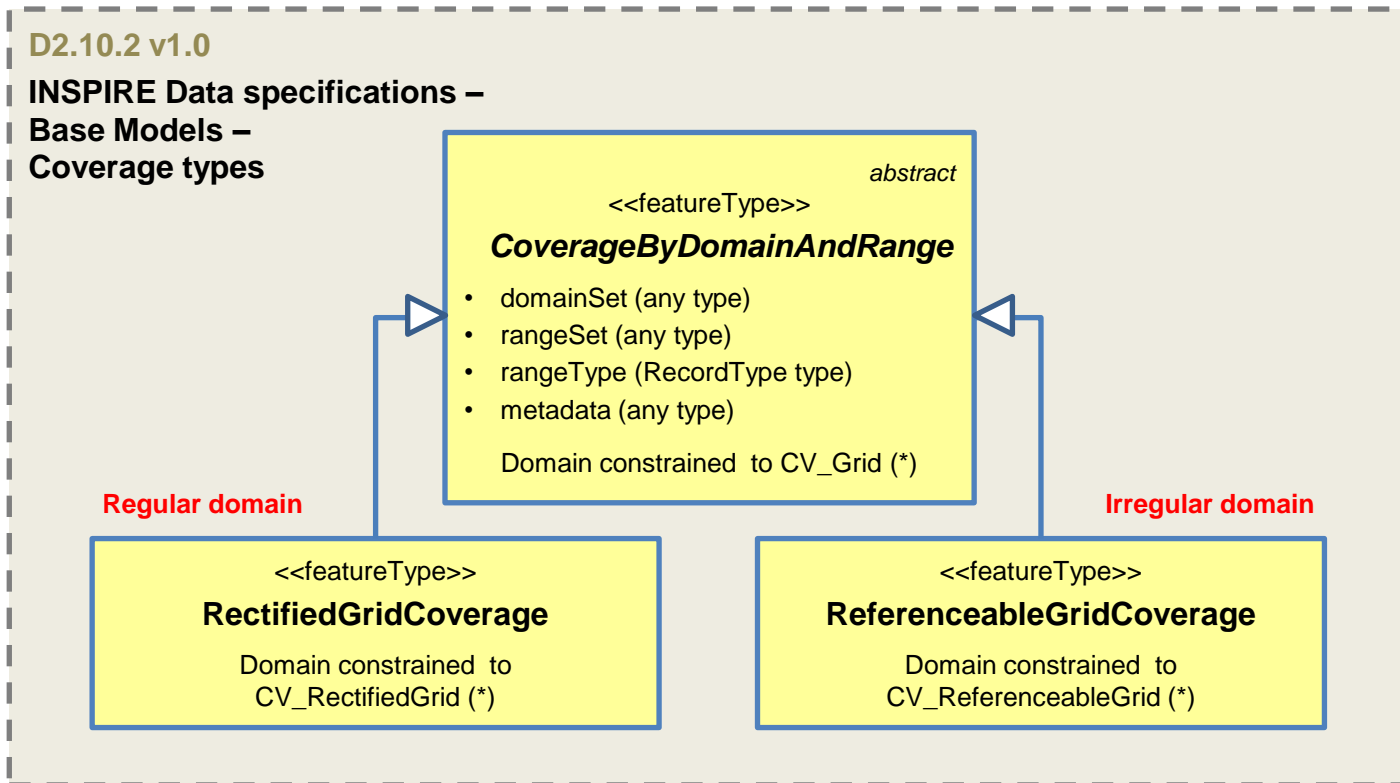 D2.10.2 v1.0
INSPIRE Data specifications –
Base Models –
Coverage types
abstract
<<featureType>>
CoverageByDomainAndRange
• domainSet (any type)
• rangeSet (any type)
• rangeType (RecordType type)
• metadata (any type)
Domain constrained to CV_Grid (*)
Regular domain
Irregular domain
<<featureType>>
RectifiedGridCoverage
Domain constrained to
CV_RectifiedGrid (*)
<<featureType>>
ReferenceableGridCoverage
Domain constrained to
CV_ReferenceableGrid (*)